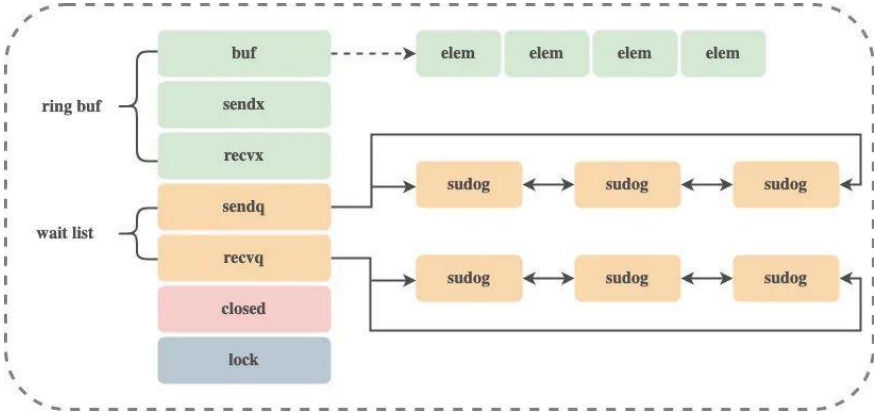 buf
elem elem elem elem
ring buf
sendx
recvx
sudog sudog sudog
sendq
wait list
recvq
sudog sudog sudog
closed
lock